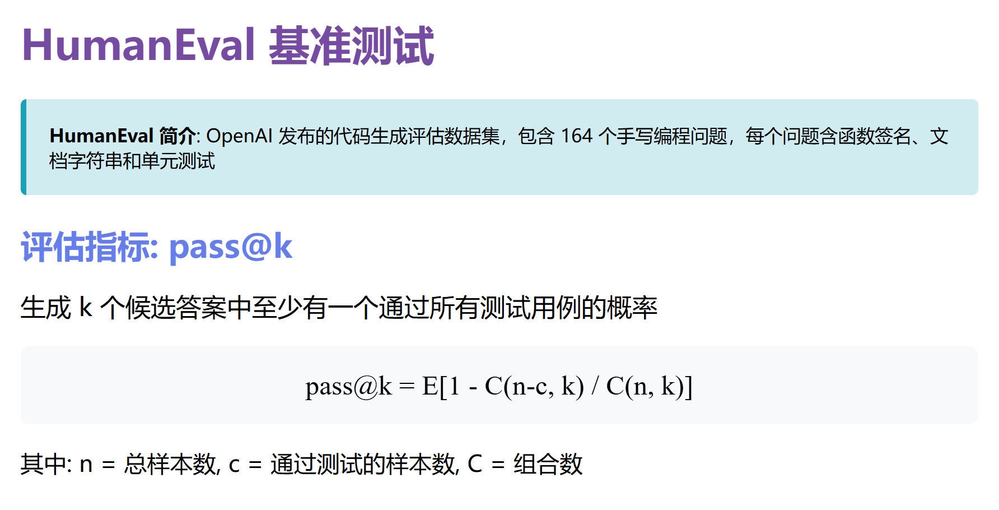 HumanEval 基准测试
HumanEval 简介: OpenAI 发布的代码生成评估数据集，包含 164 个手写编程问题，每个问题含函数签名、文
档字符串和单元测试
评估指标: pass@k
生成 k 个候选答案中至少有一个通过所有测试用例的概率
pass@k = E[1 - C(n-c, k) / C(n, k)]
其中: n = 总样本数, c = 通过测试的样本数, C = 组合数